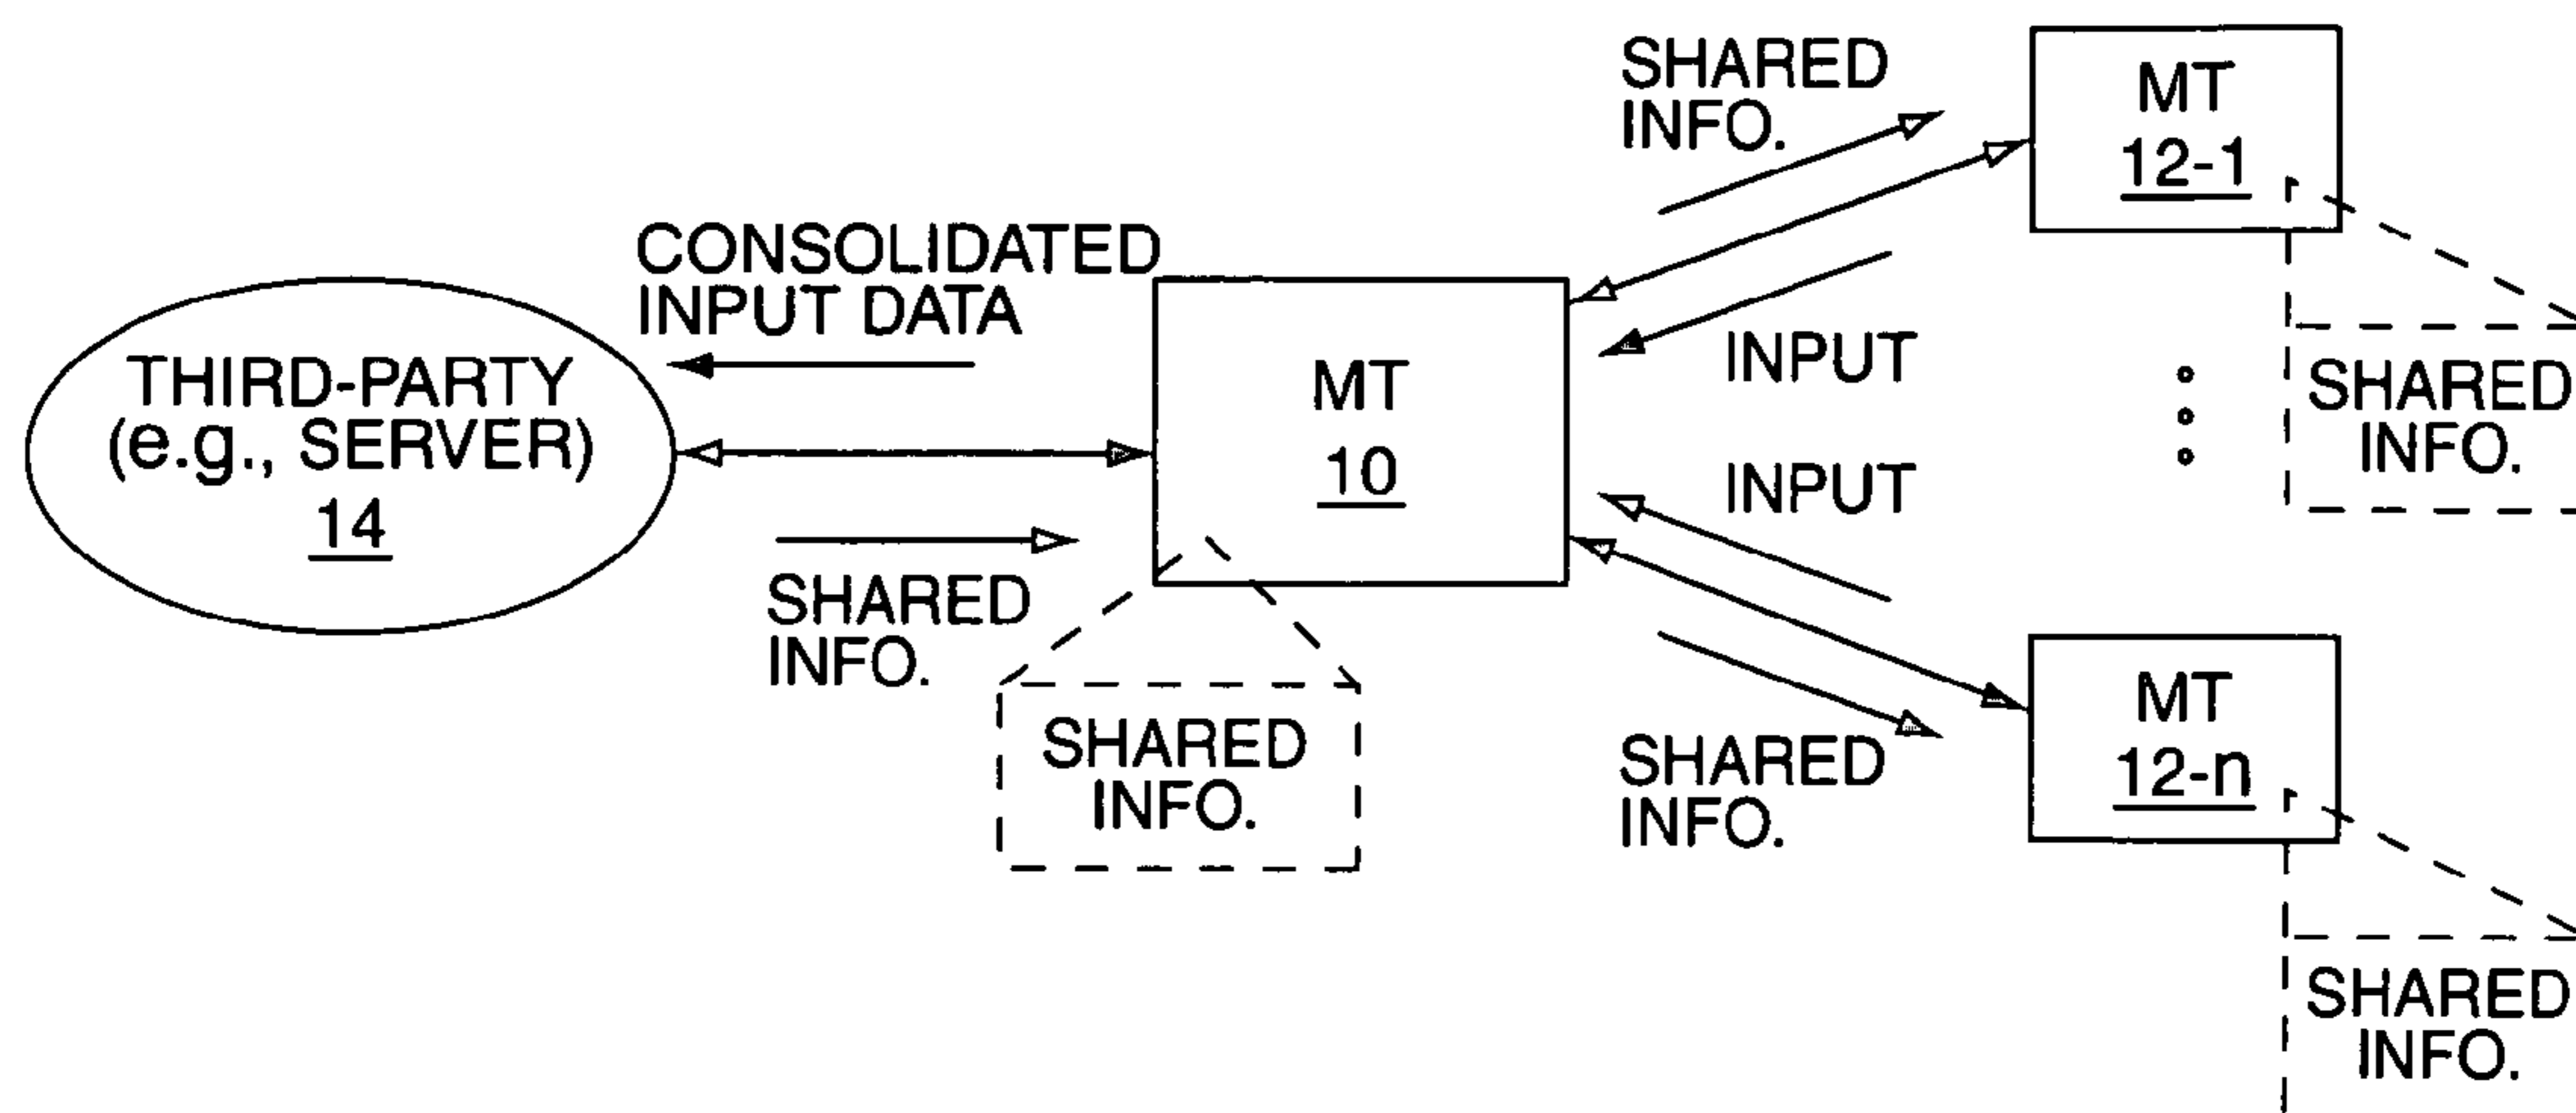 THIRD-PARTY
(e.g., SERVER)
14
CONSOLIDATED
INPUT DATA
SHARED
INFO.
MT
10
SHARED
INFO.
SHARED
INFO.
INPUT
INPUT
SHARED
INFO.
MT
12-1
SHARED
INFO.
MT
12-n
SHARED
INFO.